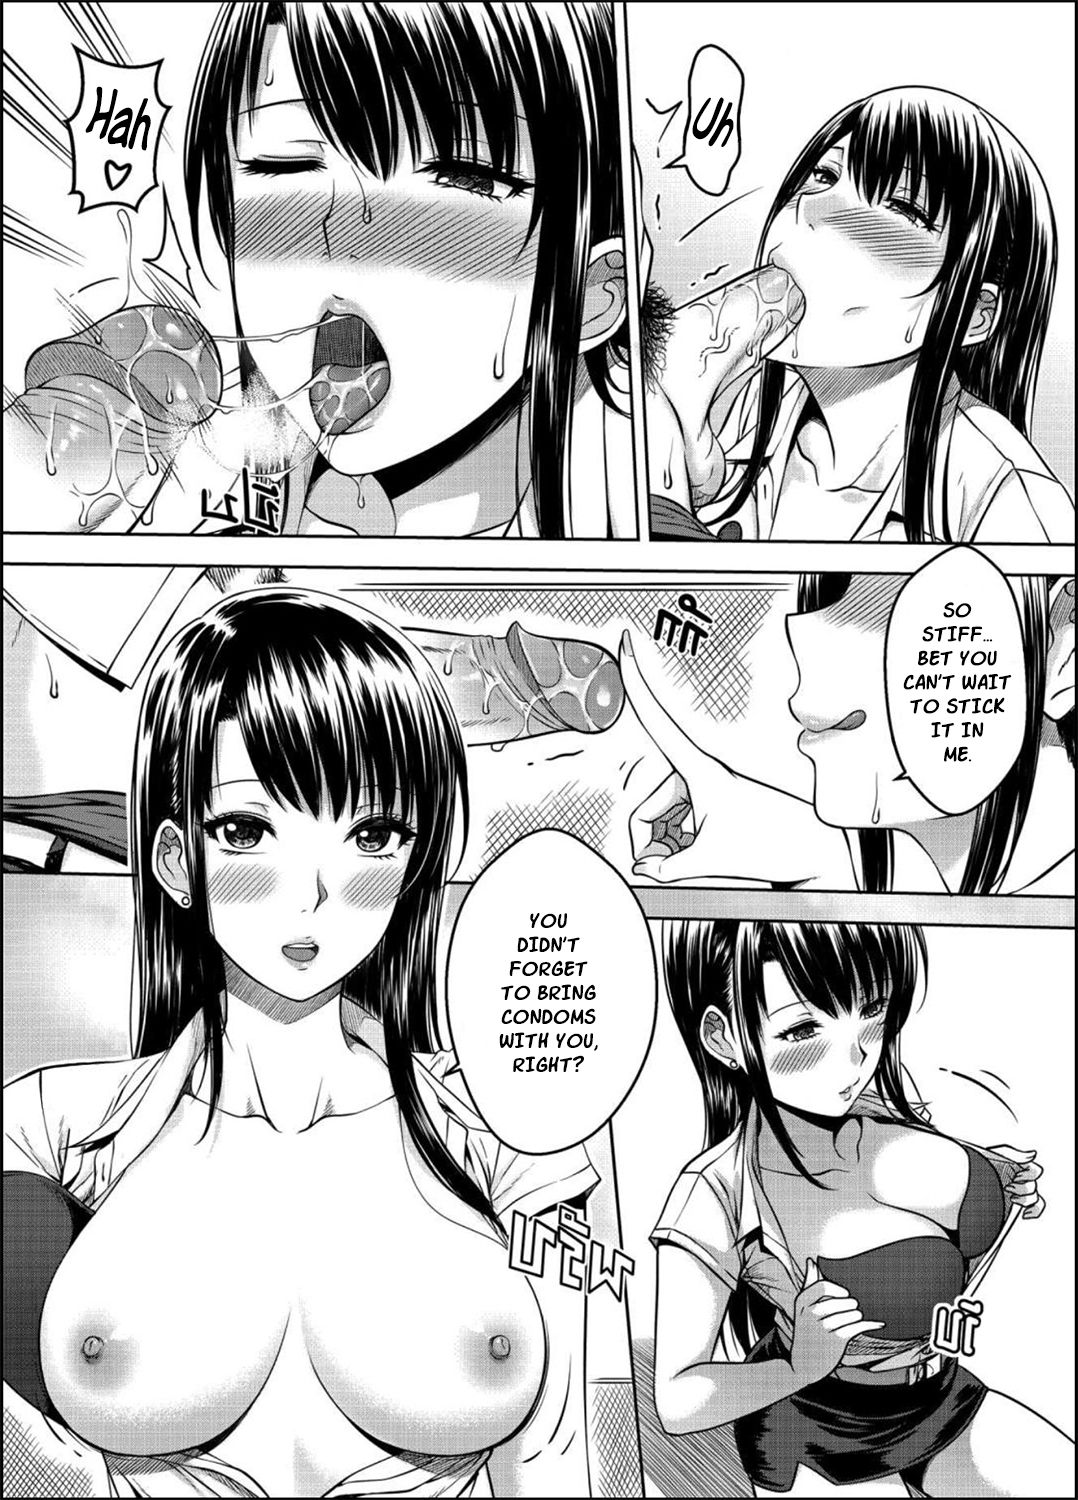 Hah
Uh
SO
STIFF...
BET YOU
CAN'T WAIT
TO STICK
IT IN
ME.
YOU
DIDN'T
FORGET
TO BRING
CONDOMS
WITH YOU,
RIGHT?